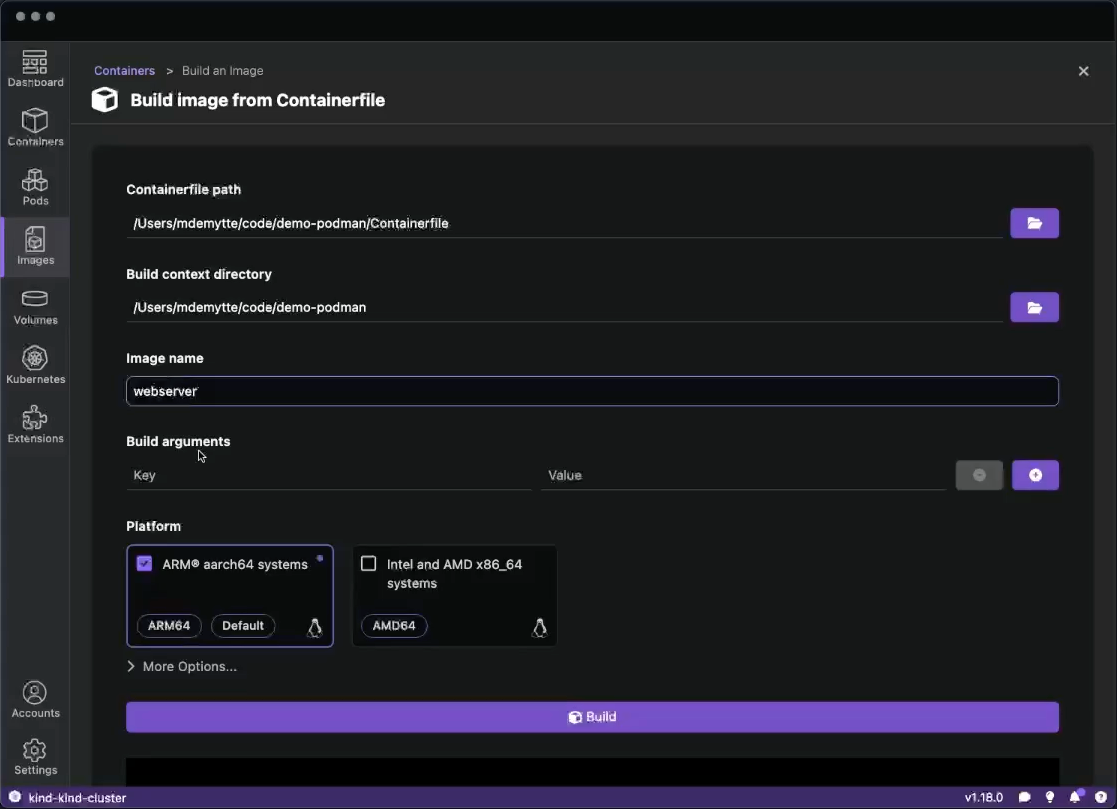 Containers > Build an Image
Build image from Containerfile
Dashboard
Containers
Pods
Images
Volumes
Kubernetes
Extensions
Accounts
Settings
Containerfile path
/Users/mdemytte/code/demo-podman/Containerfile
Build context directory
/Users/mdemytte/code/demo-podman
Image name
webserver
Build arguments
Key Value
Platform
ARM® aarch64 systems
ARM64 Default
Intel and AMD x86_64
systems
AMD64
More Options...
Build
kind-kind-cluster v1.18.0